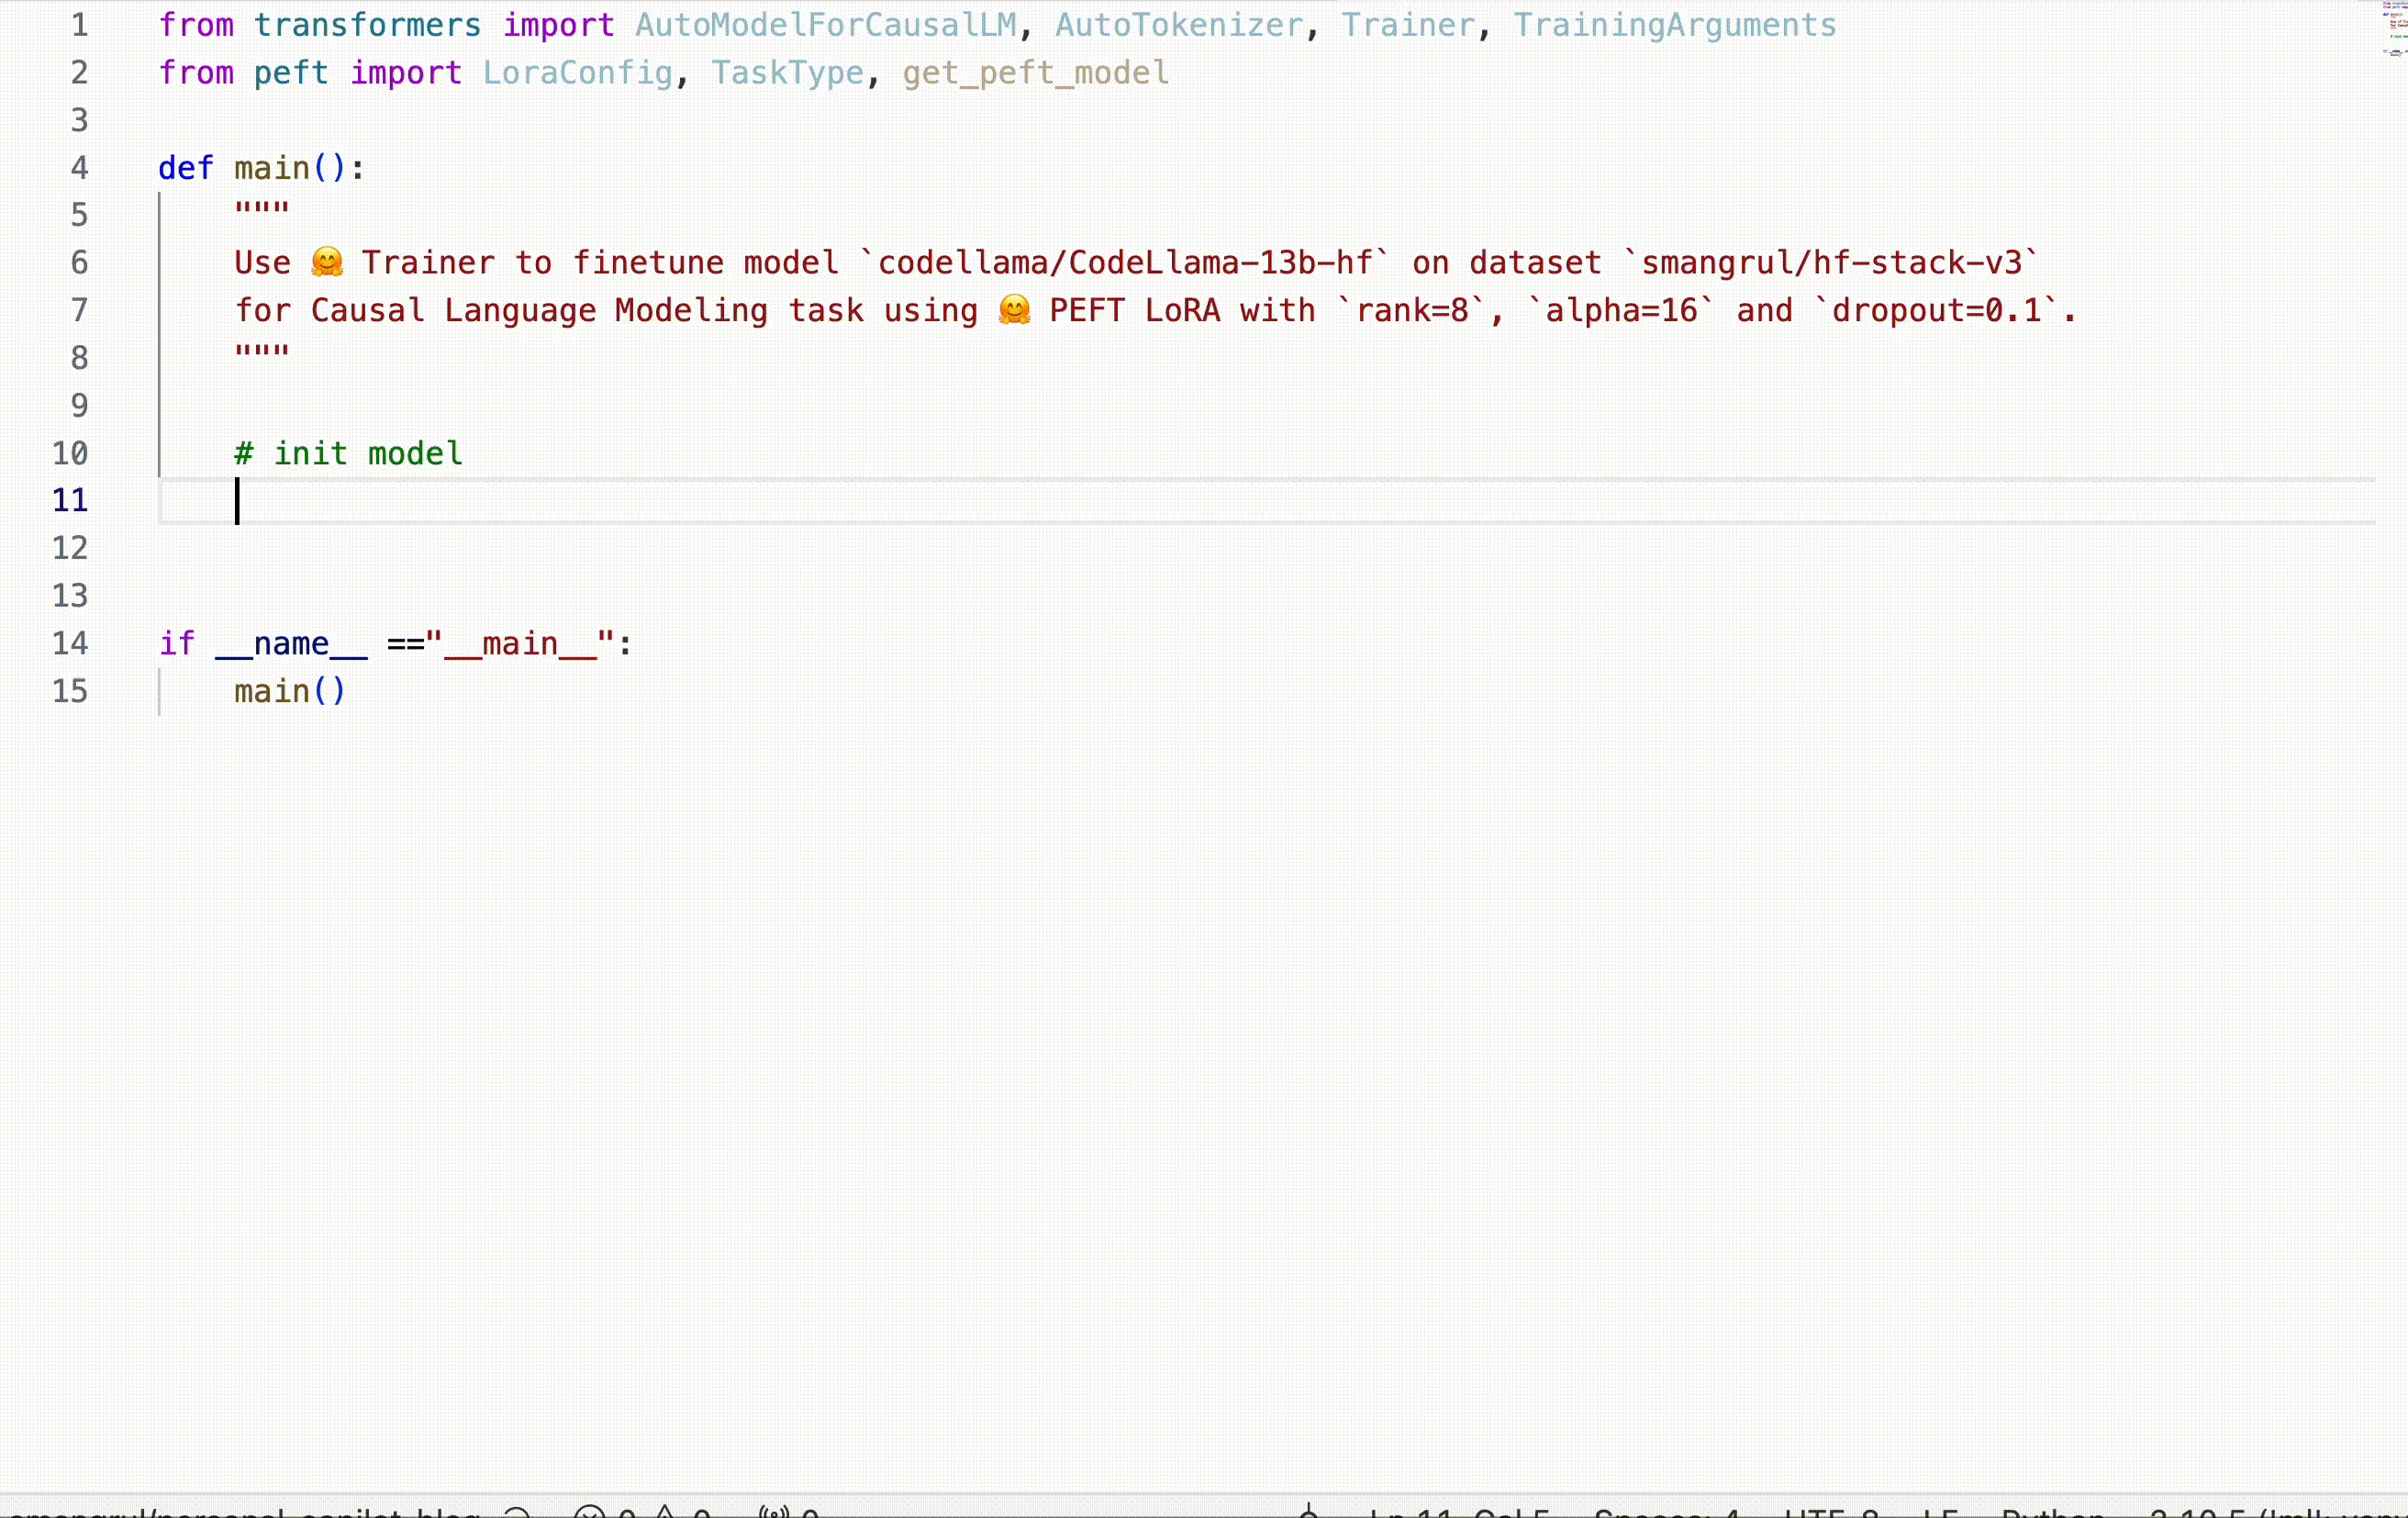 1 from transformers import AutoModelForCausalLM, AutoTokenizer, Trainer, TrainingArguments
2 from peft import LoraConfig, TaskType, get_peft_model
3
4 def main():
5 """
6 Use 🤗 Trainer to finetune model `codellama/CodeLlama-13b-hf` on dataset `smangrul/hf-stack-v3`
7 for Causal Language Modeling task using 🤗 PEFT LoRA with `rank=8`, `alpha=16` and `dropout=0.1`.
8 """
9
10 # init model
11
12
13
14 if __name__ =="__main__":
15 main()